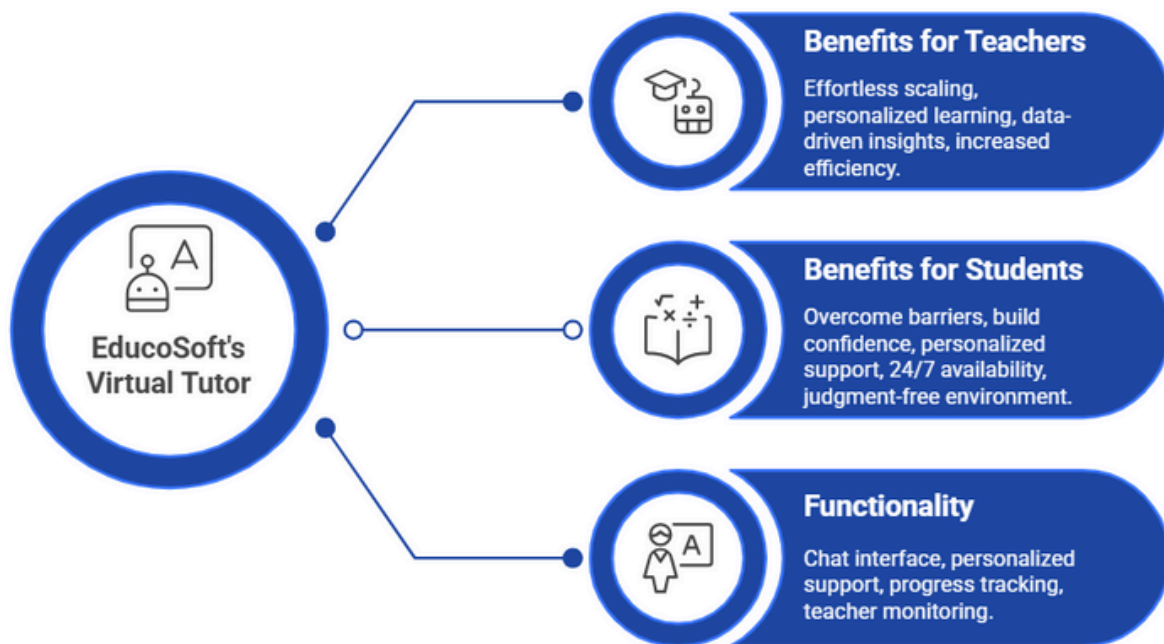 Benefits for Teachers
Effortless scaling,
personalized learning, data-
driven insights, increased
efficiency.
A
EducoSoft's
Virtual Tutor
Benefits for Students
Overcome barriers, build
confidence, personalized
support, 24/7 availability,
judgment-free environment.
Functionality
A
Chat interface, personalized
support, progress tracking,
teacher monitoring.